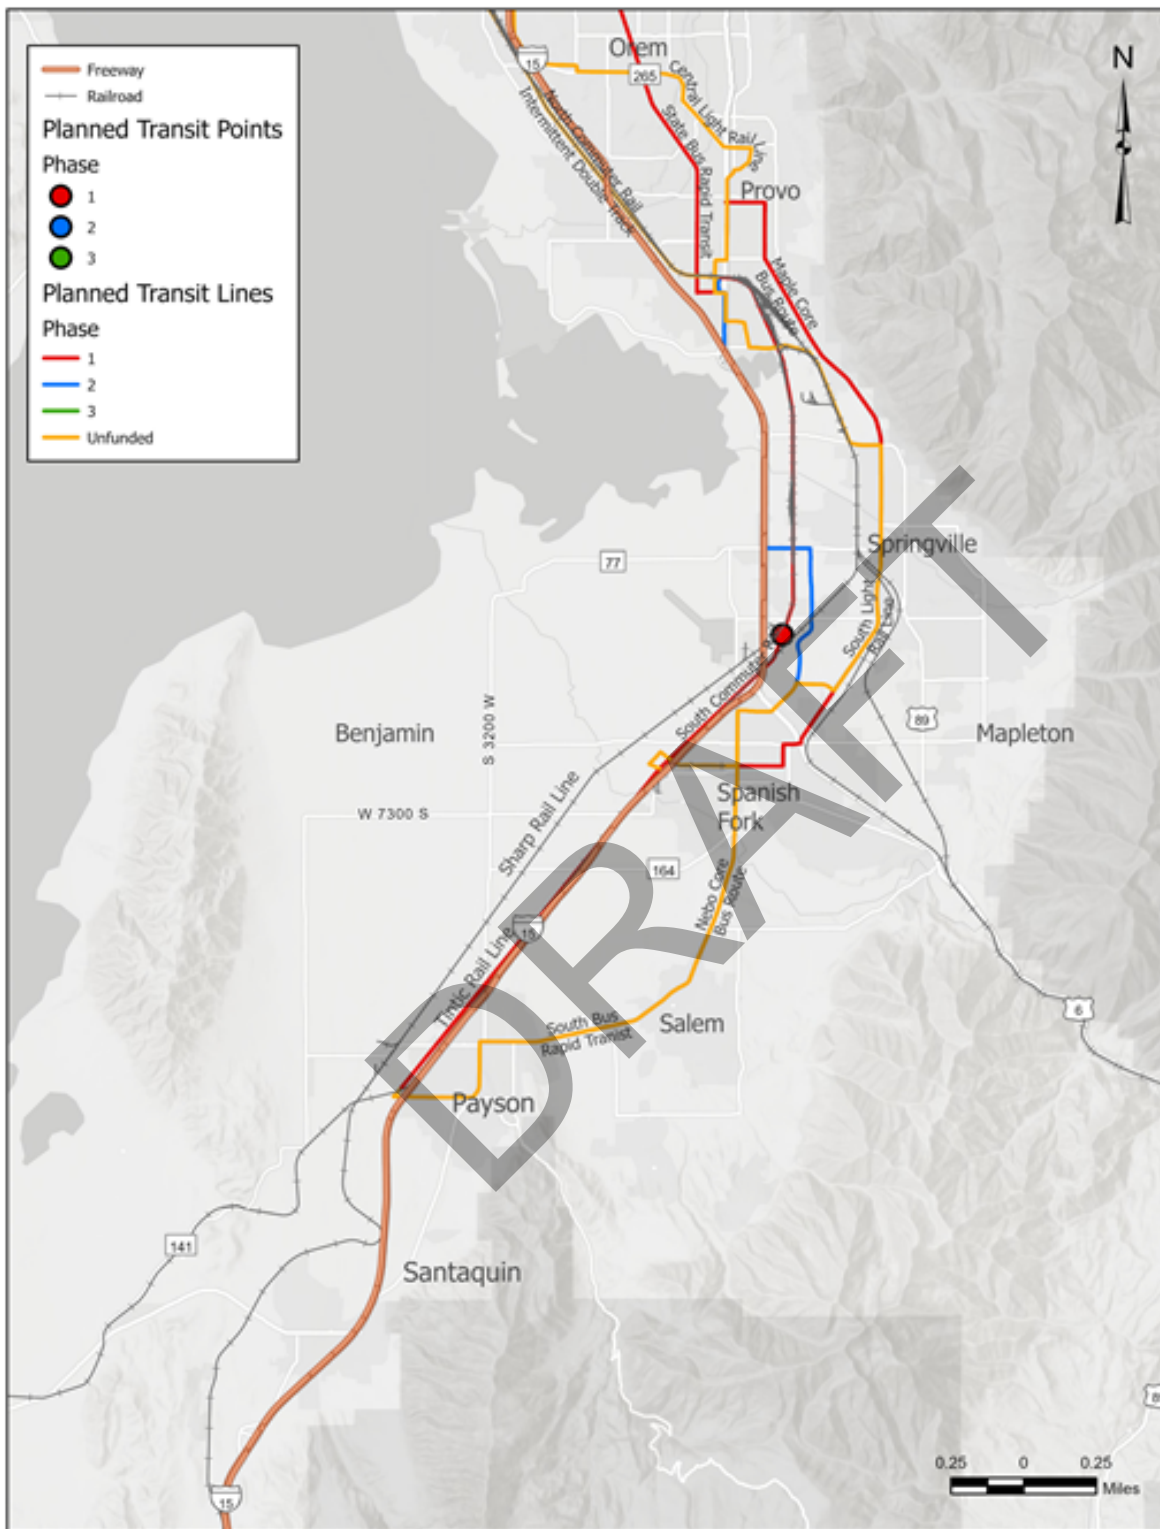 Freeway
Railroad
Planned Transit Points
Phase
1
2
3
Planned Transit Lines
Phase
1
2
3
Unfunded
N
Orem
15
265
Central Light Rail Line
North Commuter Rail
Intermittent Double Track
State Bus Rapid Transit
Provo
Maple Core
Bus Route
77
Springville
South Light
Rail Line
South Commuter Rail
Benjamin
S 3200 W
89
Mapleton
Sharp Rail Line
W 7300 S
Spanish
Fork
164
Nebo Core
Bus Route
15
Tintic Rail Line
6
South Bus
Rapid Transist
Salem
Payson
DRAFT
141
Santaquin
15
0.25
0
0.25
Miles